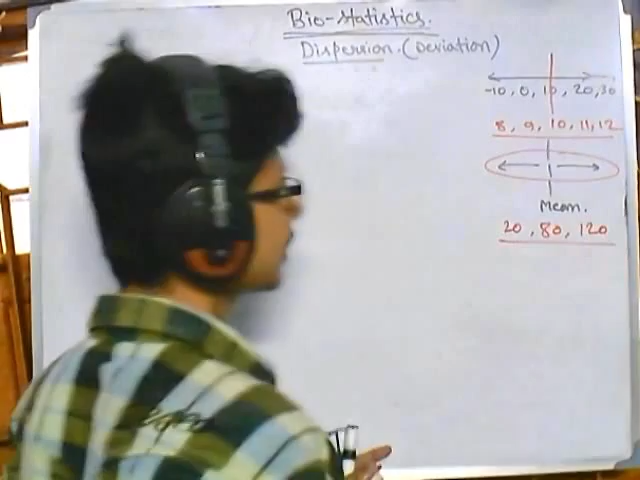 Bio-Statistics.
Dispersion. (Deviation)
-10, 0, 10, 20, 30
8, 9, 10, 11, 12
Mean.
20, 80, 120